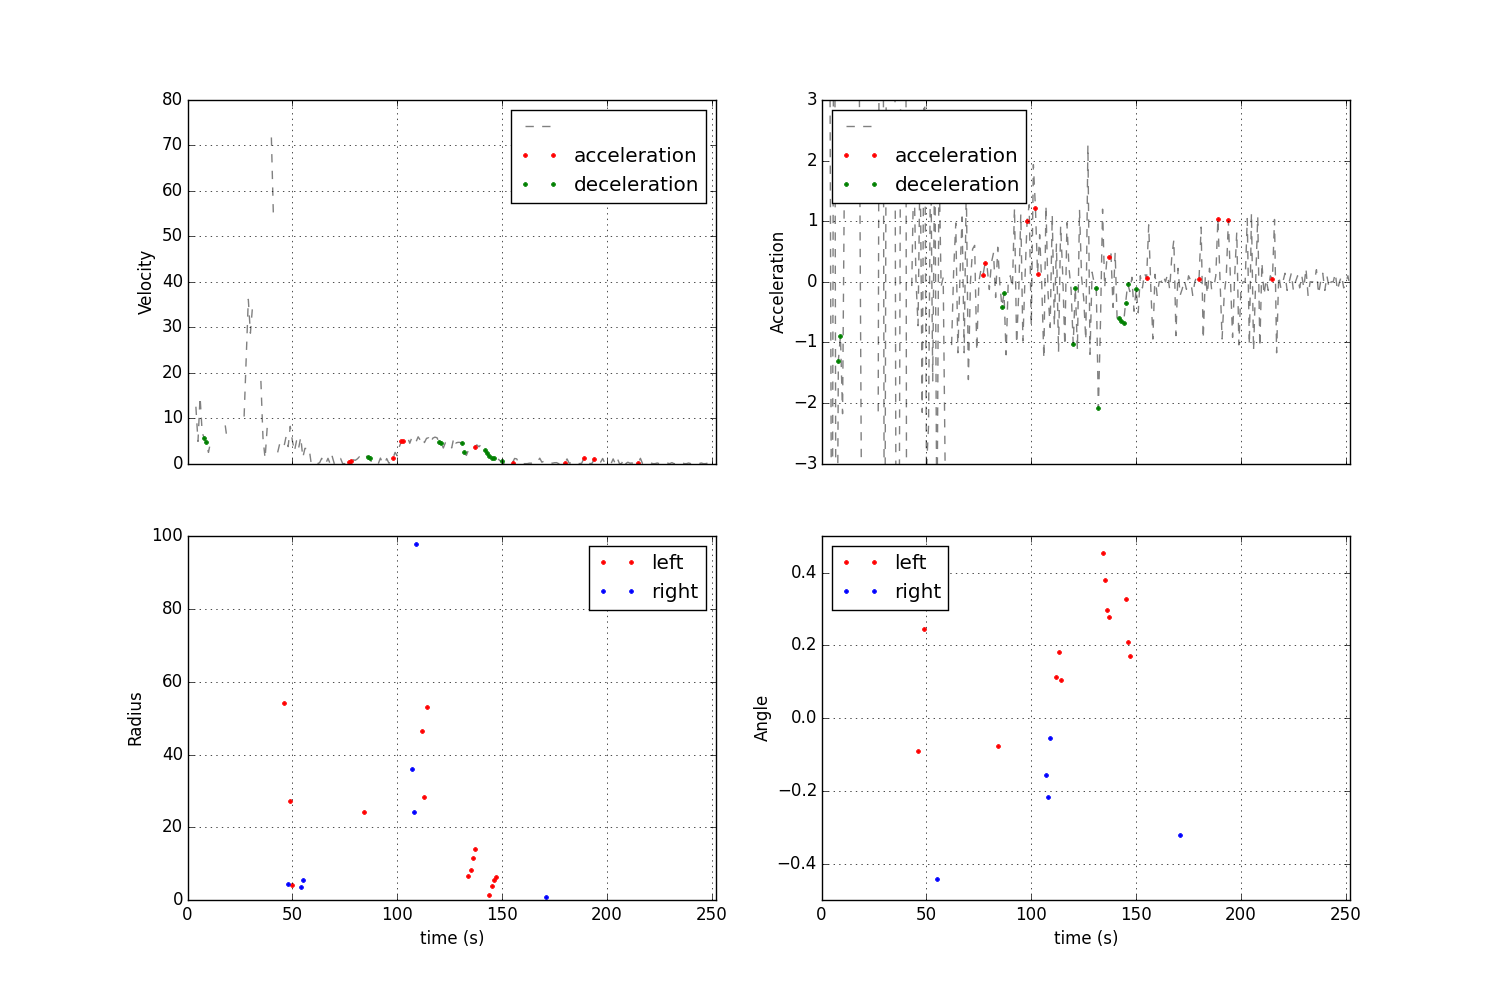 80
70
60
50
40
30
20
10
0
Velocity
acceleration
deceleration
3
2
1
0
−1
−2
−3
Acceleration
acceleration
deceleration
100
80
60
40
20
0
Radius
left
right
0 50 100 150 200 250
time (s)
0.4
0.2
0.0
−0.2
−0.4
Angle
left
right
0 50 100 150 200 250
time (s)